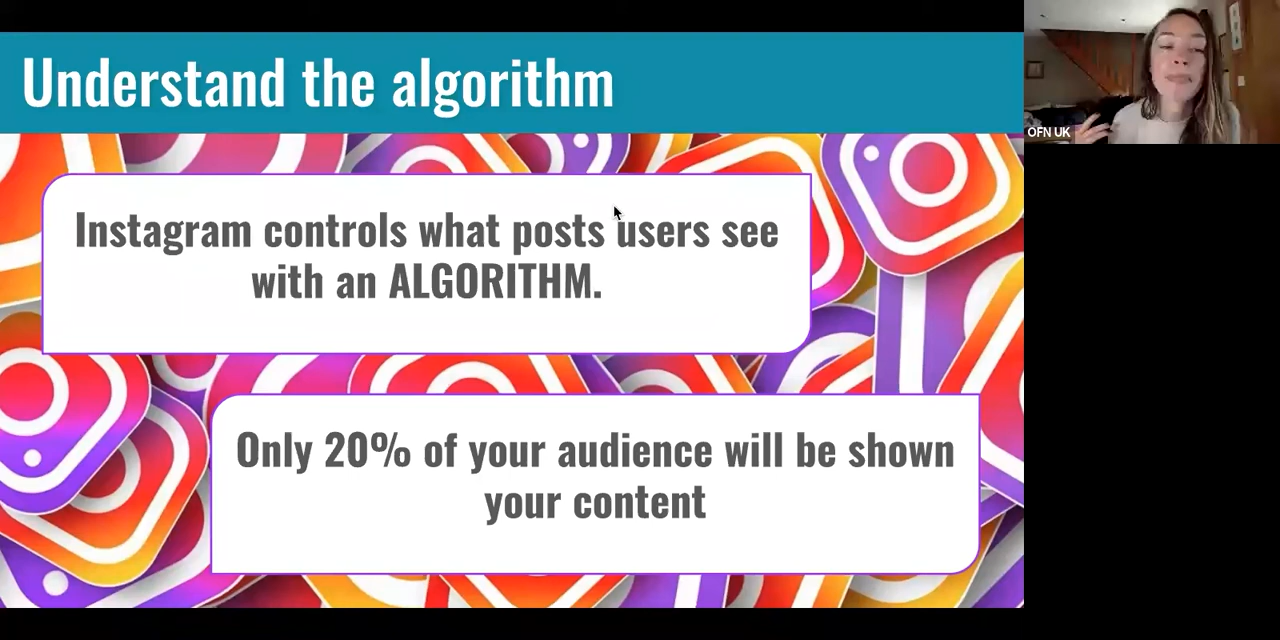 Understand the algorithm
OFN UK
Instagram controls what posts users see
with an ALGORITHM.
Only 20% of your audience will be shown
your content